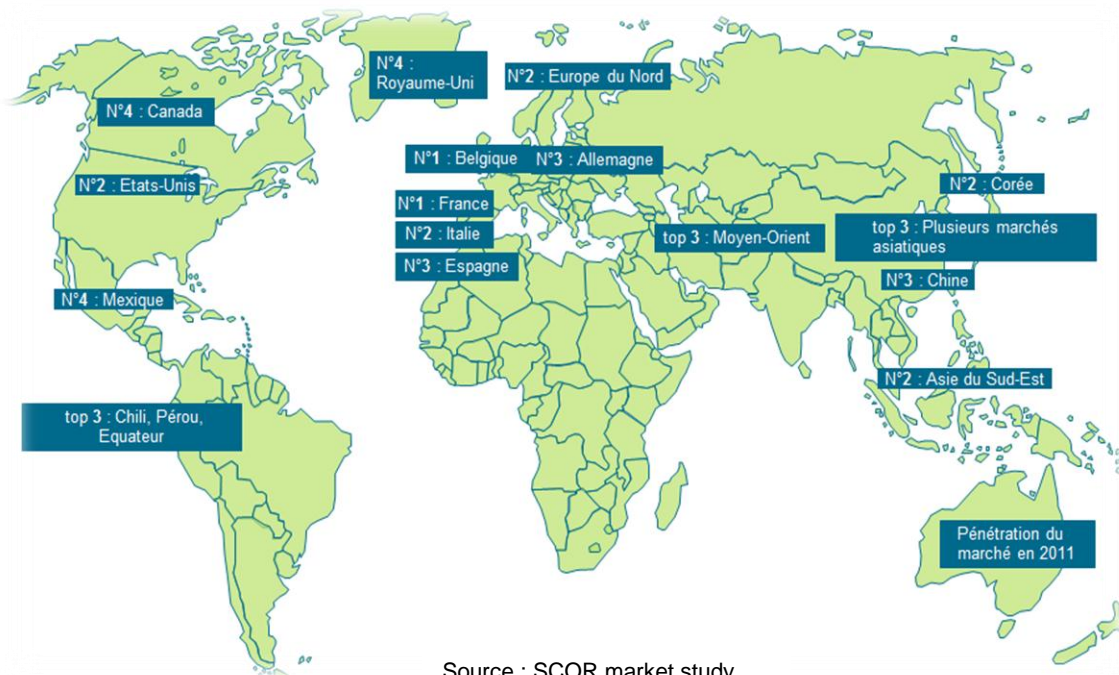 N°4 :
Royaume-Uni
N°2 : Europe du Nord
N°4 : Canada
N°1 : Belgique
N°3 : Allemagne
N°2 : Etats-Unis
N°2 : Corée
N°1 : France
N°2 : Italie
top 3 : Moyen-Orient
top 3 : Plusieurs marchés
asiatiques
N°3 : Espagne
N°3 : Chine
N°4 : Mexique
N°2 : Asie du Sud-Est
top 3 : Chili, Pérou,
Equateur
Pénétration du
marché en 2011
Source : SCOR market study